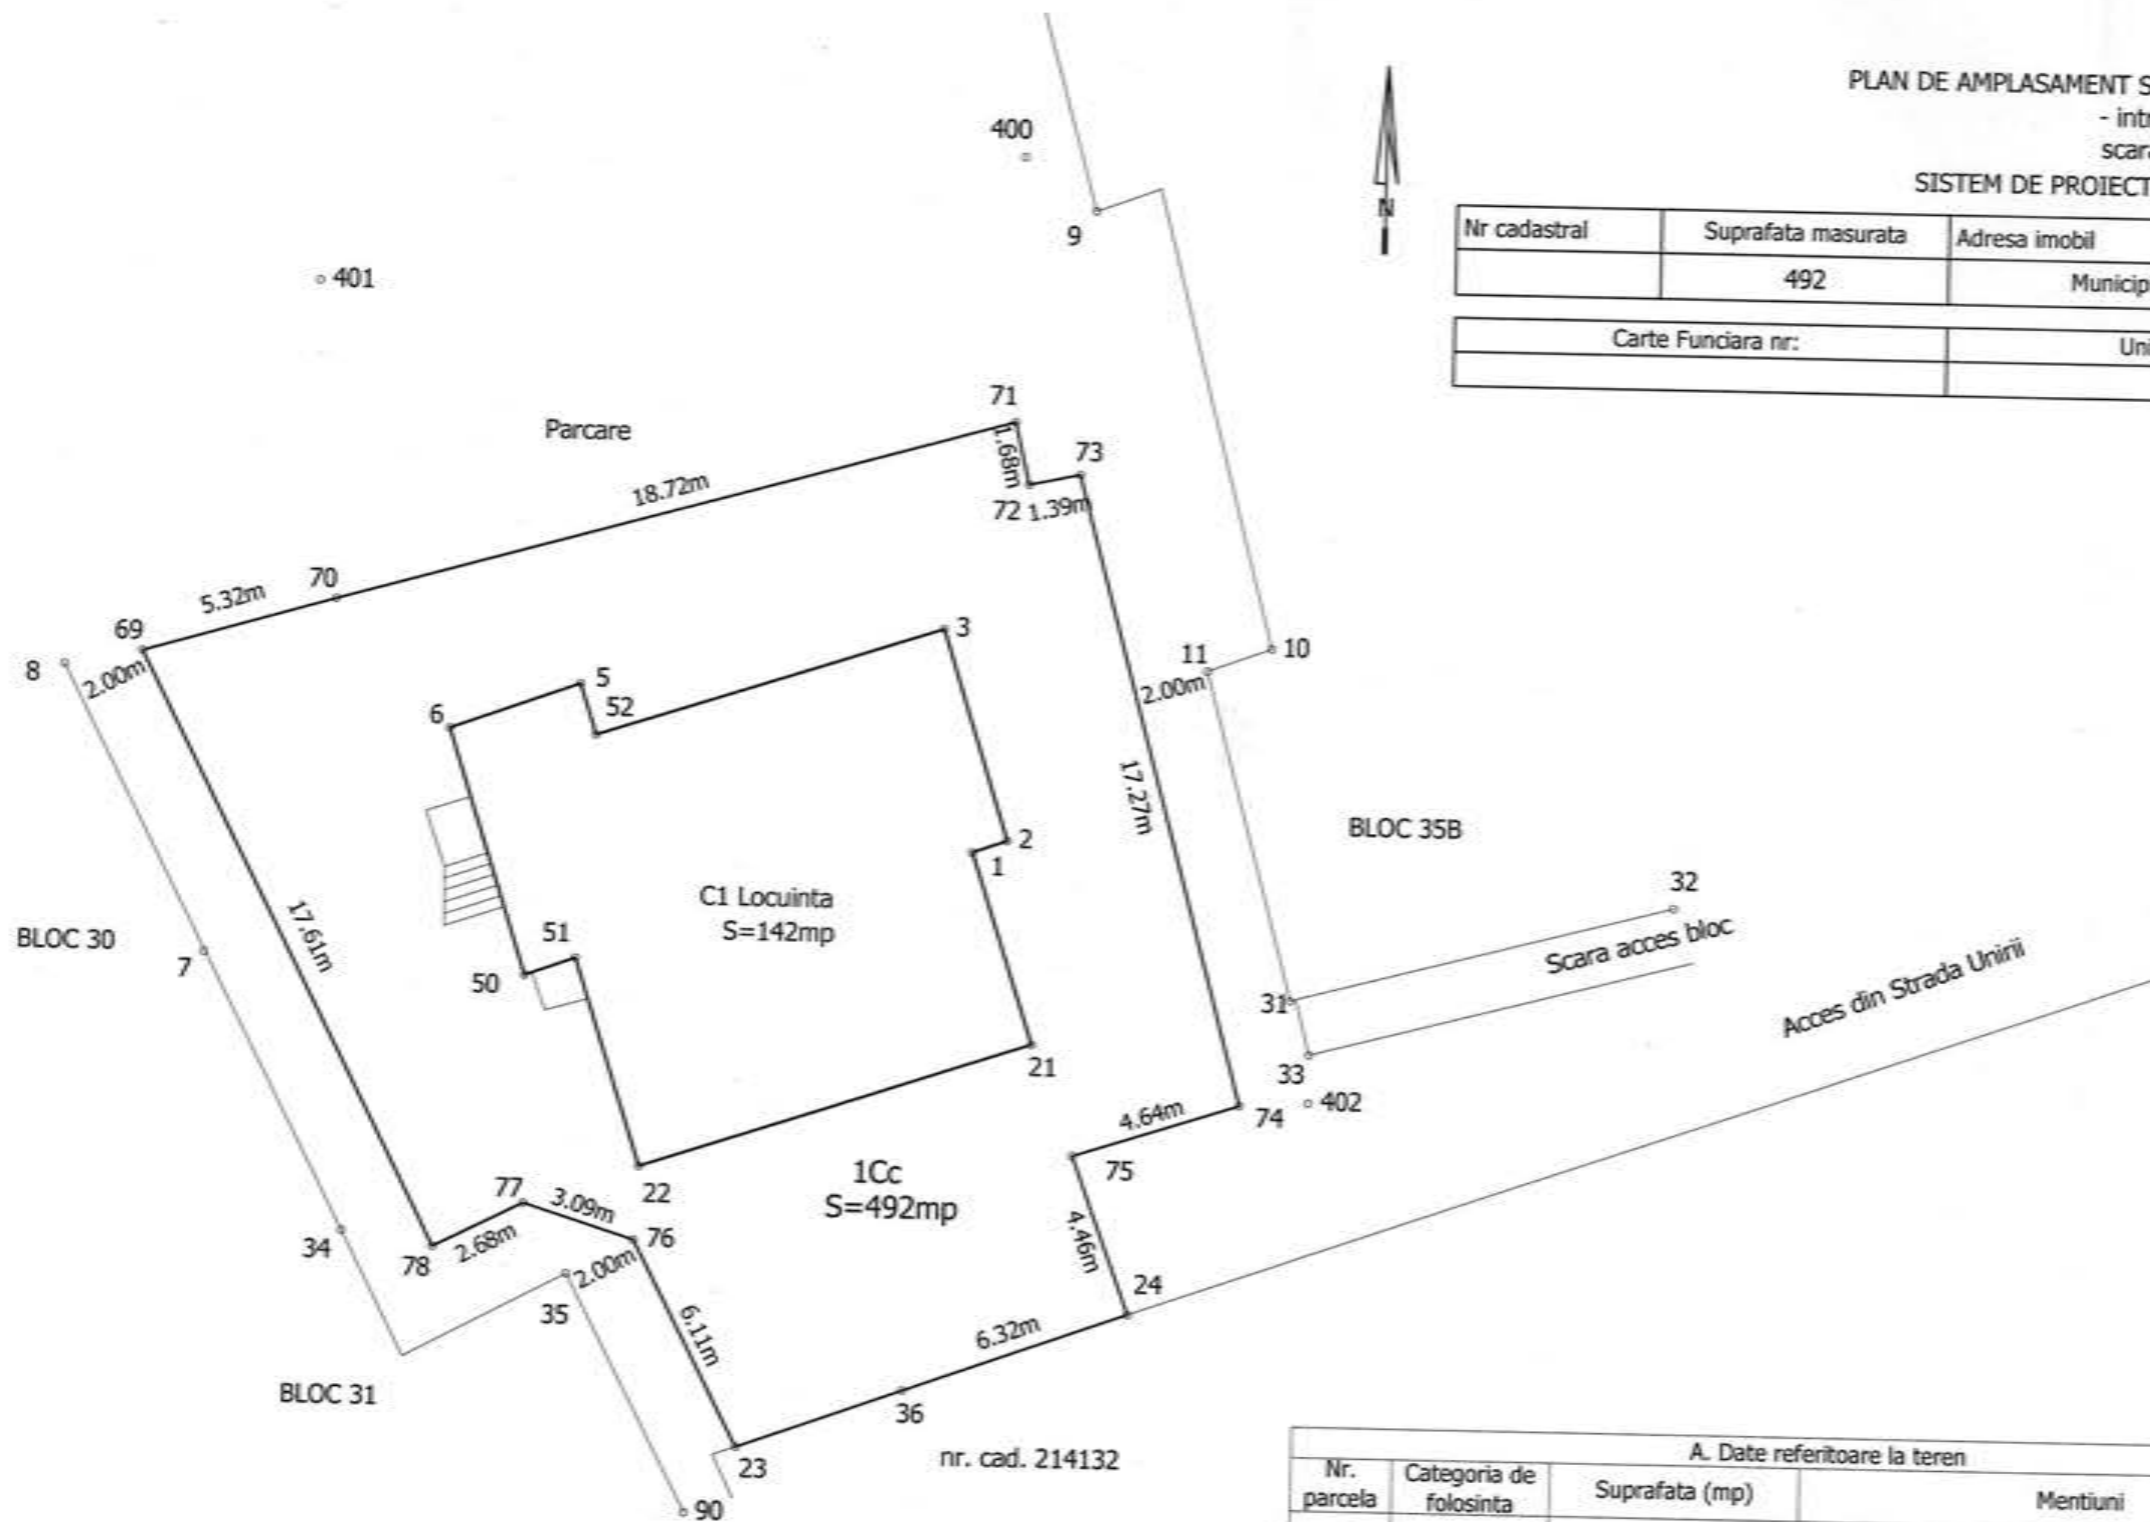 PLAN DE AMPLASAMENT S
- intr
scara
SISTEM DE PROIECT
400
9
N
Nr cadastral Suprafata masurata Adresa imobil
492 Municip
Carte Funciara nr: Uni
401
71
Parcare
1.68m
73
18.72m
72 1.39m
70
5.32m
69
8
2.00m
3
5
52
6
11
10
2.00m
17.27m
2
1
BLOC 35B
C1 Locuinta
S=142mp
32
Scara acces bloc
Acces din Strada Unirii
17.61m
BLOC 30
7
51
50
31
33
402
21
74
4.64m
75
1Cc
S=492mp
22
77
3.09m
76
34
78
2.68m
2.00m
35
4.46m
24
6.11m
6.32m
BLOC 31
36
23
nr. cad. 214132
90
A. Date referitoare la teren
Nr. parcela Categoria de folosinta Suprafata (mp) Mentiuni